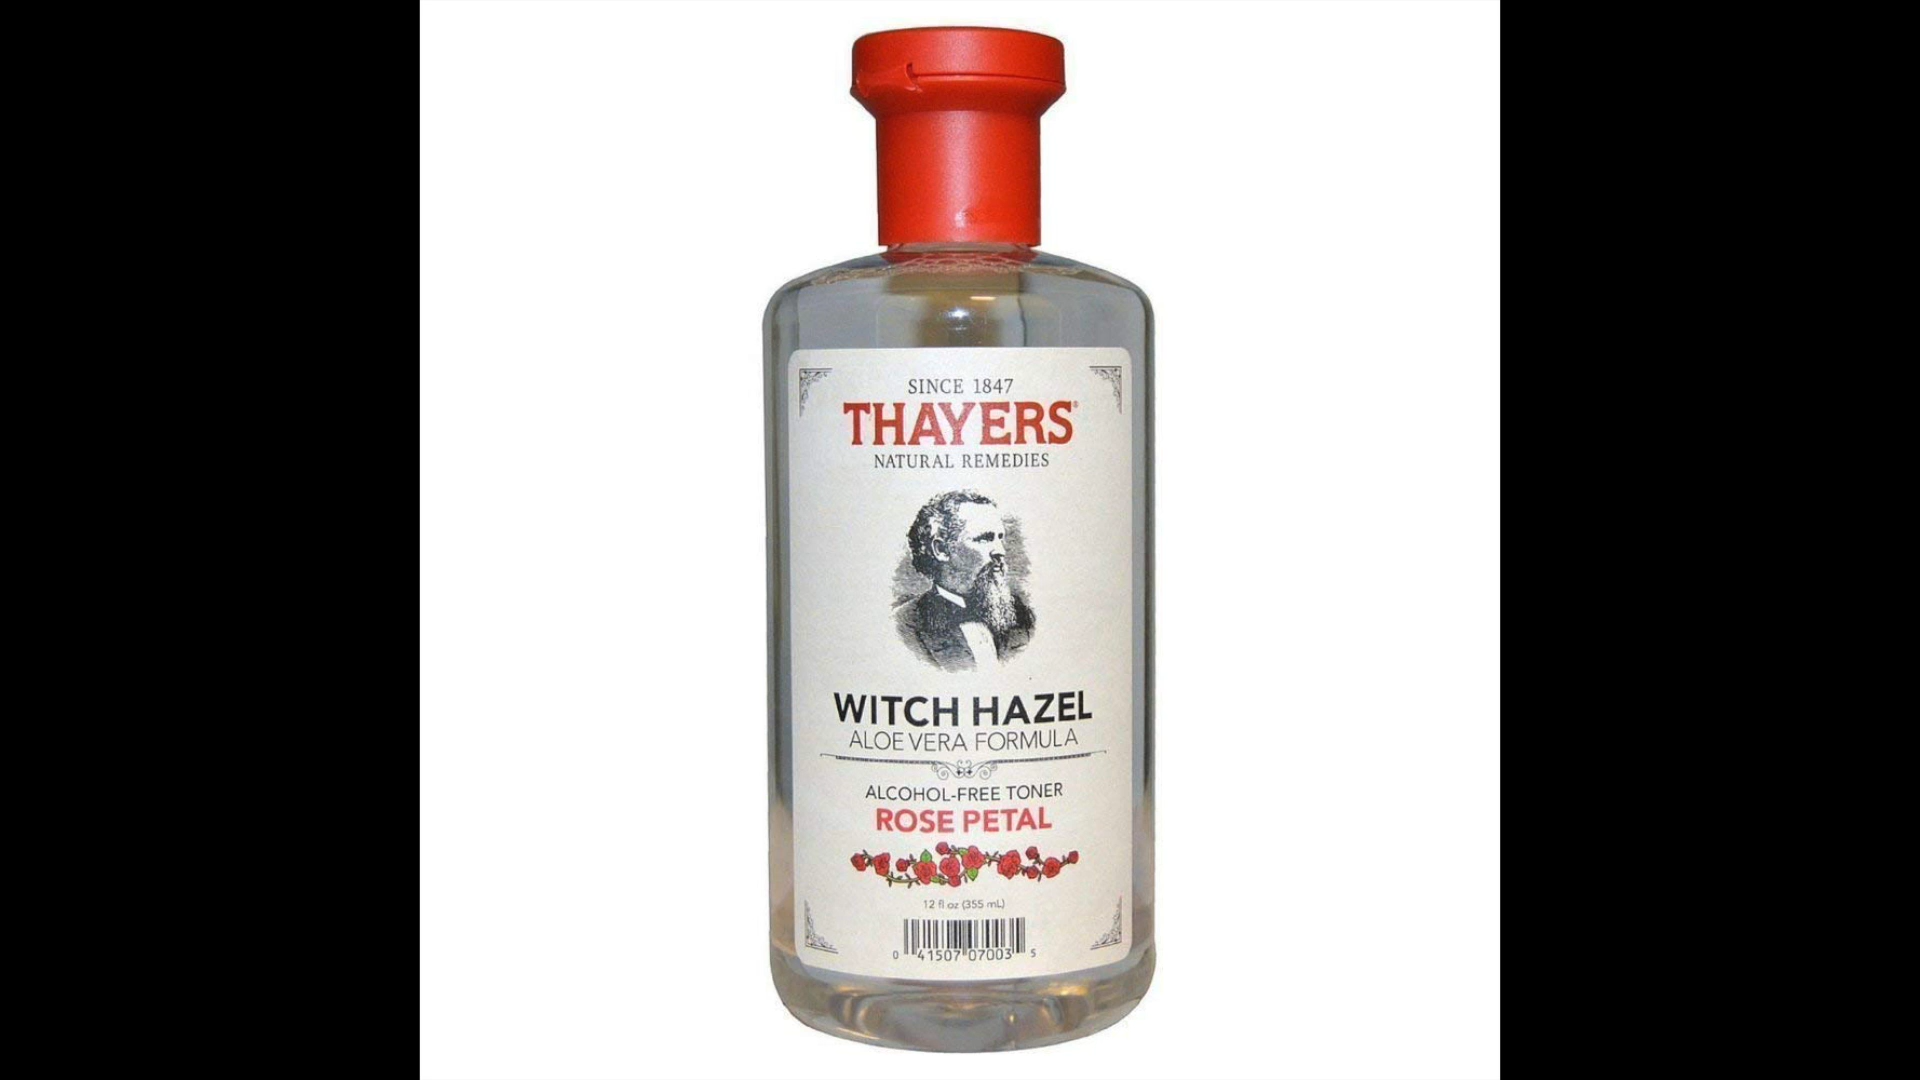 SINCE 1847
THAYERS®
NATURAL REMEDIES
WITCH HAZEL
ALOE VERA FORMULA
ALCOHOL-FREE TONER
ROSE PETAL
12 fl oz (355 mL)
0 41507 07003 5